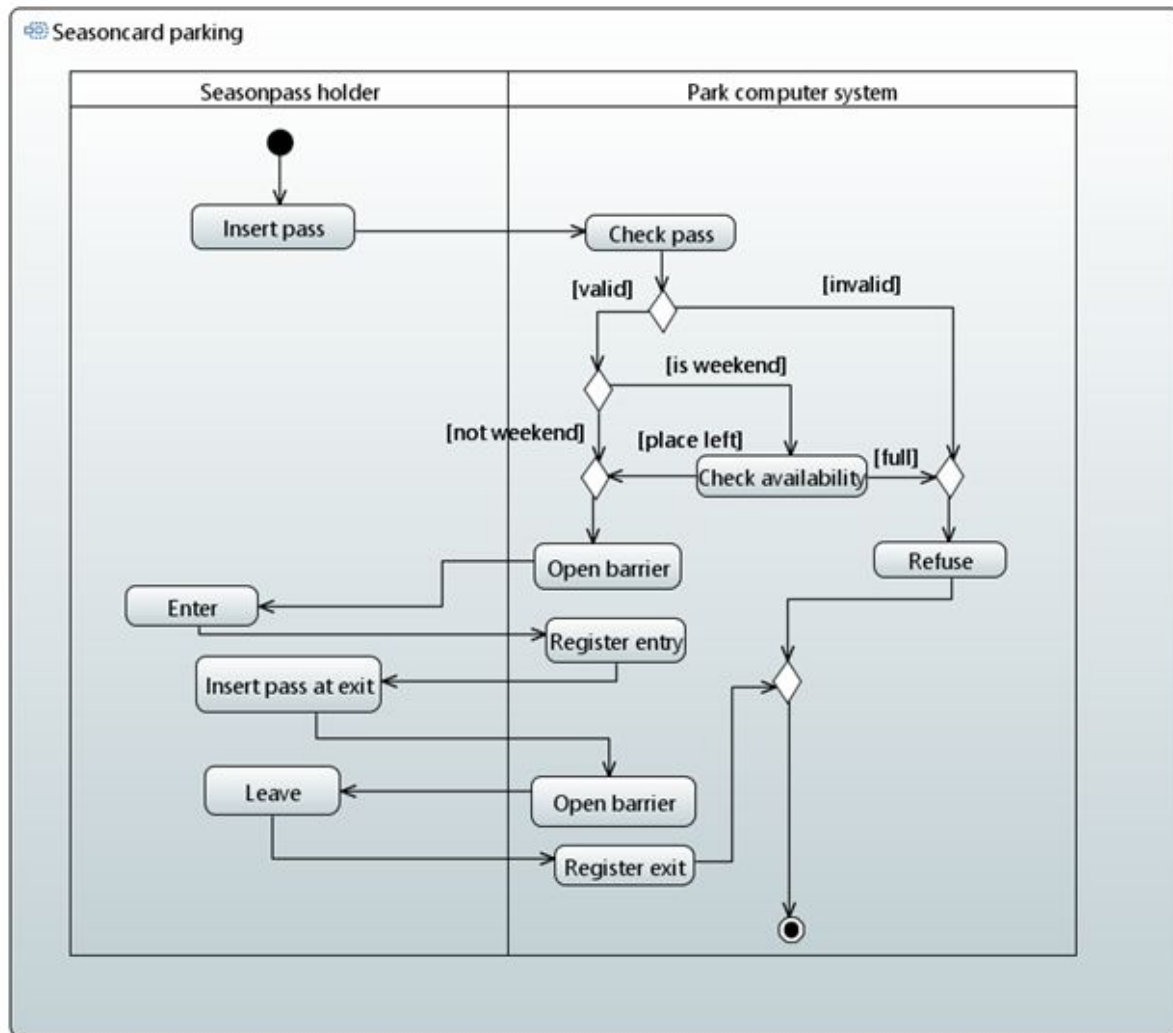 Seasoncard parking
Seasonpass holder
Park computer system
Insert pass
Check pass
[valid]
[invalid]
[is weekend]
[not weekend]
[place left]
[full]
Check availability
Open barrier
Refuse
Enter
Register entry
Insert pass at exit
Leave
Open barrier
Register exit